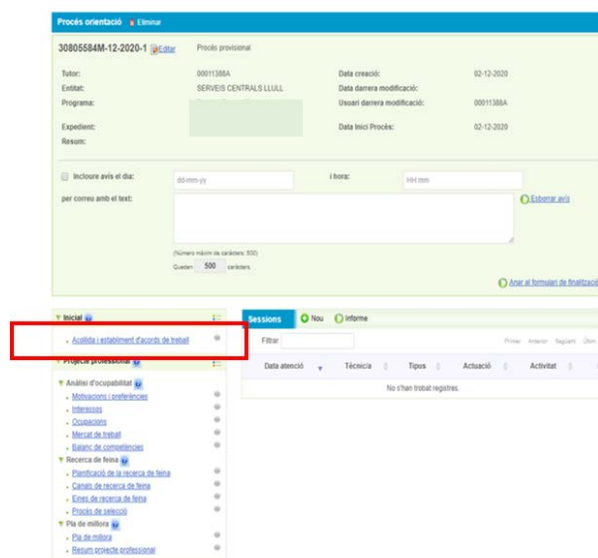 Procés orientació Eliminar
30805584M-12-2020-1 Editar Procés provisional
Tutor: 00011388A Data creació: 02-12-2020
Entitat: SERVEIS CENTRALS LLULL Data darrera modificació:
Programa: Usuari darrera modificació: 00011388A
Expedient: Data Inici Procés: 02-12-2020
Resum:
Incloure avís el dia: dd-mm-yy i hora: HH:mm
per correu amb el text: Esborrar avís
(Número màxim de caràcters: 500)
Queden 500 caràcters.
Anar al formulari de finalització
Inicial
Acollida i establiment d'acords de treball
Projecte professional
Anàlisi d'ocupabilitat
Motivacions i preferències
Interessos
Ocupacions
Mercat de treball
Balanç de competències
Recerca de feina
Planificació de la recerca de feina
Canals de recerca de feina
Eines de recerca de feina
Procés de selecció
Pla de millora
Pla de millora
Resum projecte professional
Sessions Nou Informe
Filtrar Primer Anterior Següent Últim
Data atenció Tècnic/a Tipus Actuació Activitat
No s'han trobat registres.